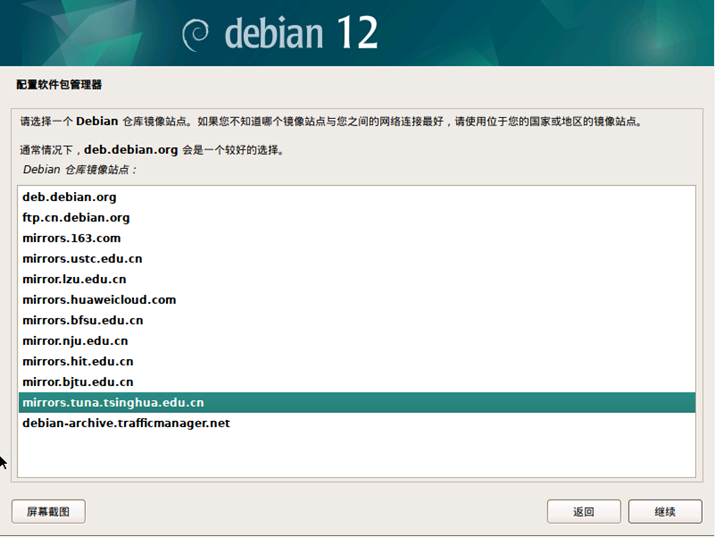 debian 12
配置软件包管理器
请选择一个 Debian 仓库镜像站点。如果您不知道哪个镜像站点与您之间的网络连接最好，请使用位于您的国家或地区的镜像站点。
通常情况下，deb.debian.org 会是一个较好的选择。
Debian 仓库镜像站点：
deb.debian.org
ftp.cn.debian.org
mirrors.163.com
mirrors.ustc.edu.cn
mirror.lzu.edu.cn
mirrors.huaweicloud.com
mirrors.bfsu.edu.cn
mirror.nju.edu.cn
mirrors.hit.edu.cn
mirror.bjtu.edu.cn
mirrors.tuna.tsinghua.edu.cn
debian-archive.trafficmanager.net
屏幕截图 返回 继续